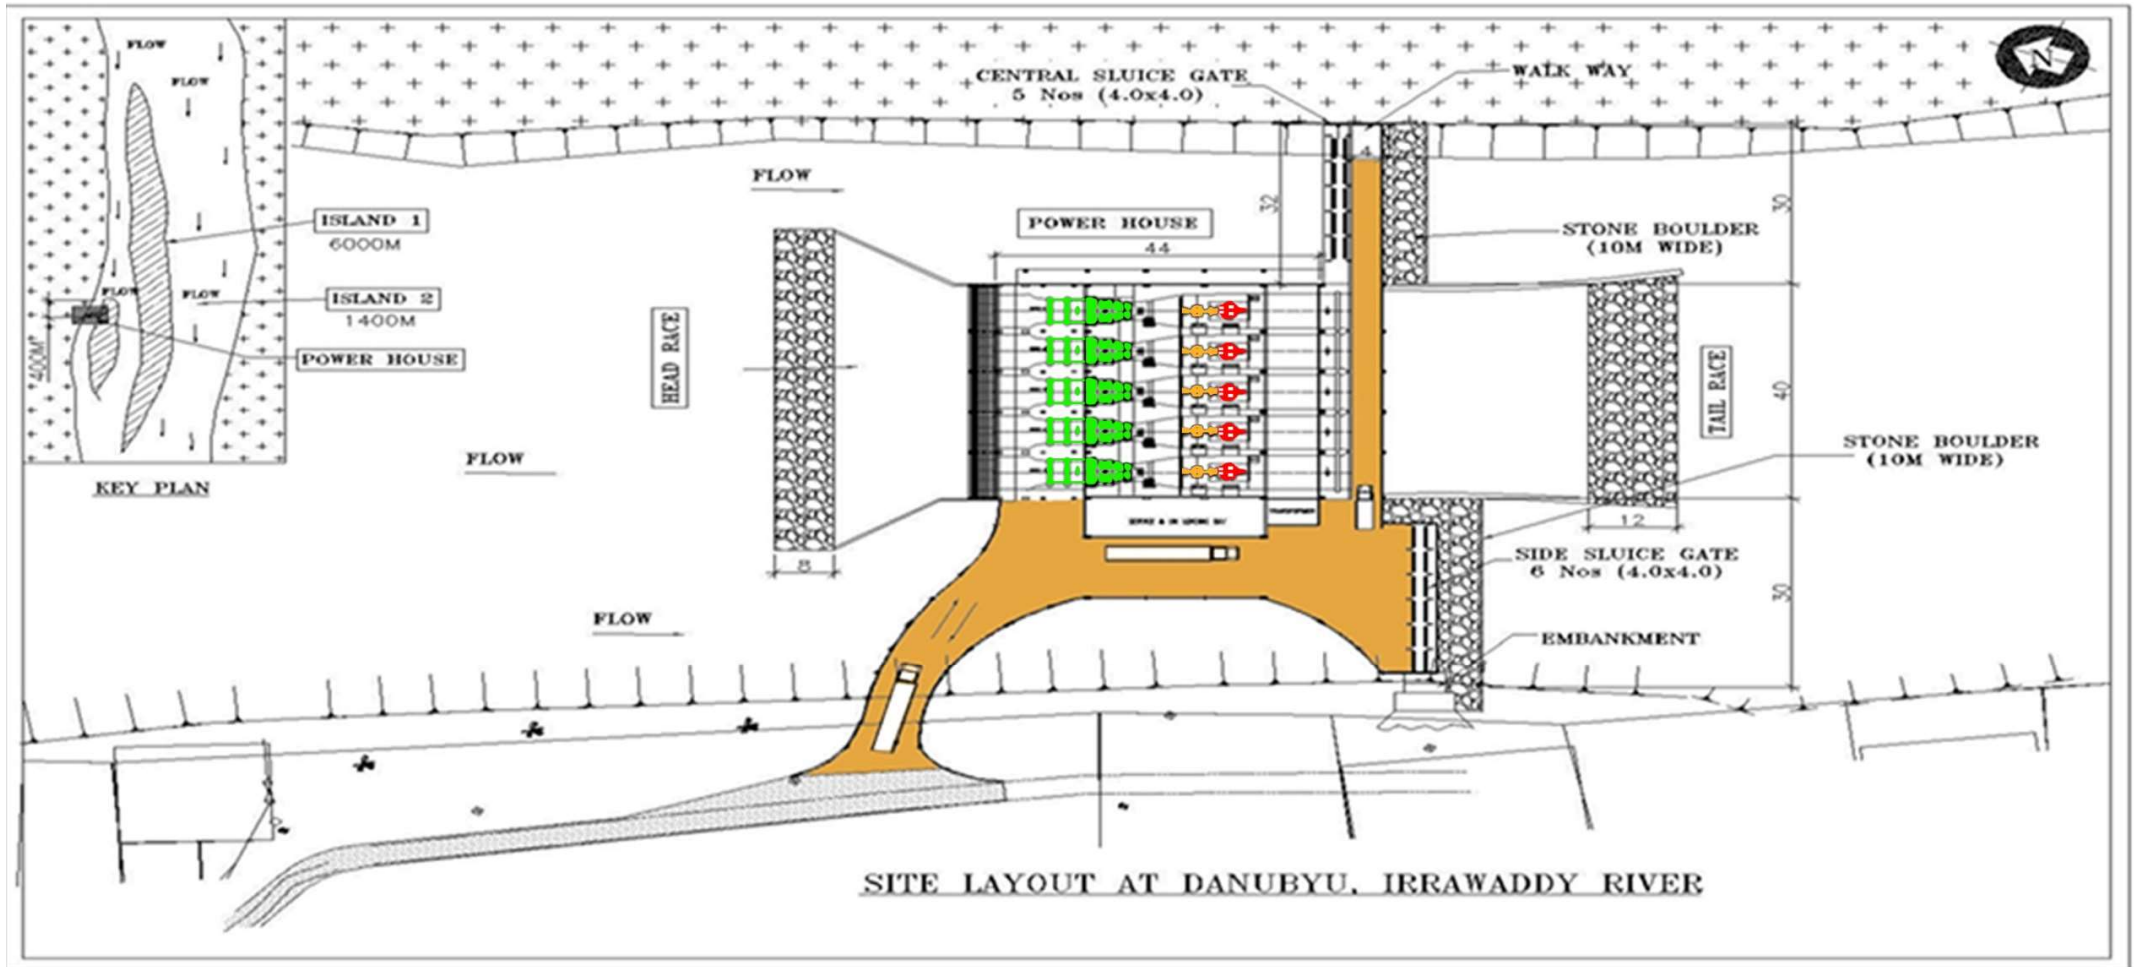 FLOW
FLOW
ISLAND 1
6000M
FLOW
FLOW
ISLAND 2
1400M
400M
POWER HOUSE
KEY PLAN
CENTRAL SLUICE GATE
5 Nos (4.0x4.0)
WALK WAY
N
4
FLOW
32
30
POWER HOUSE
44
STONE BOULDER
(10M WIDE)
HEAD RACE
TAIL RACE
40
STONE BOULDER
(10M WIDE)
FLOW
12
TRANSFORMER
8
SIDE SLUICE GATE
6 Nos (4.0x4.0)
30
FLOW
EMBANKMENT
SITE LAYOUT AT DANUBYU, IRRAWADDY RIVER